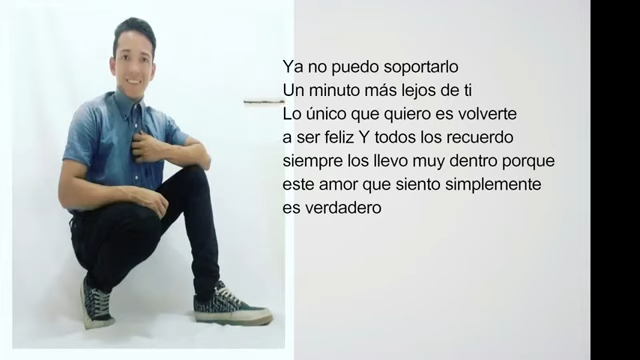 Ya no puedo soportarlo
Un minuto más lejos de ti
Lo único que quiero es volverte
a ser feliz Y todos los recuerdo
siempre los llevo muy dentro porque
este amor que siento simplemente
es verdadero